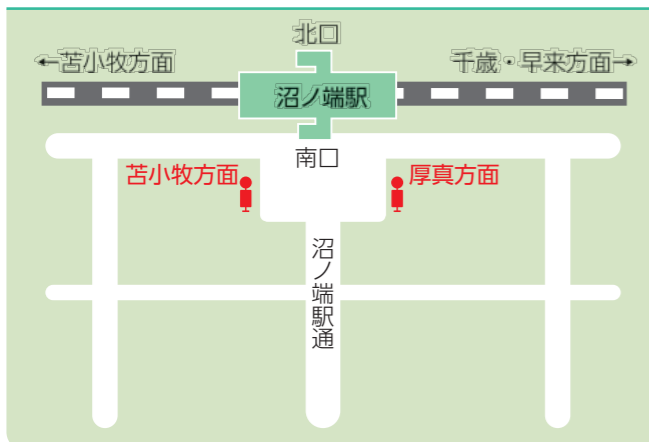 北口
←苫小牧方面
千歳・早来方面→
沼ノ端駅
南口
苫小牧方面
厚真方面
沼ノ端駅通